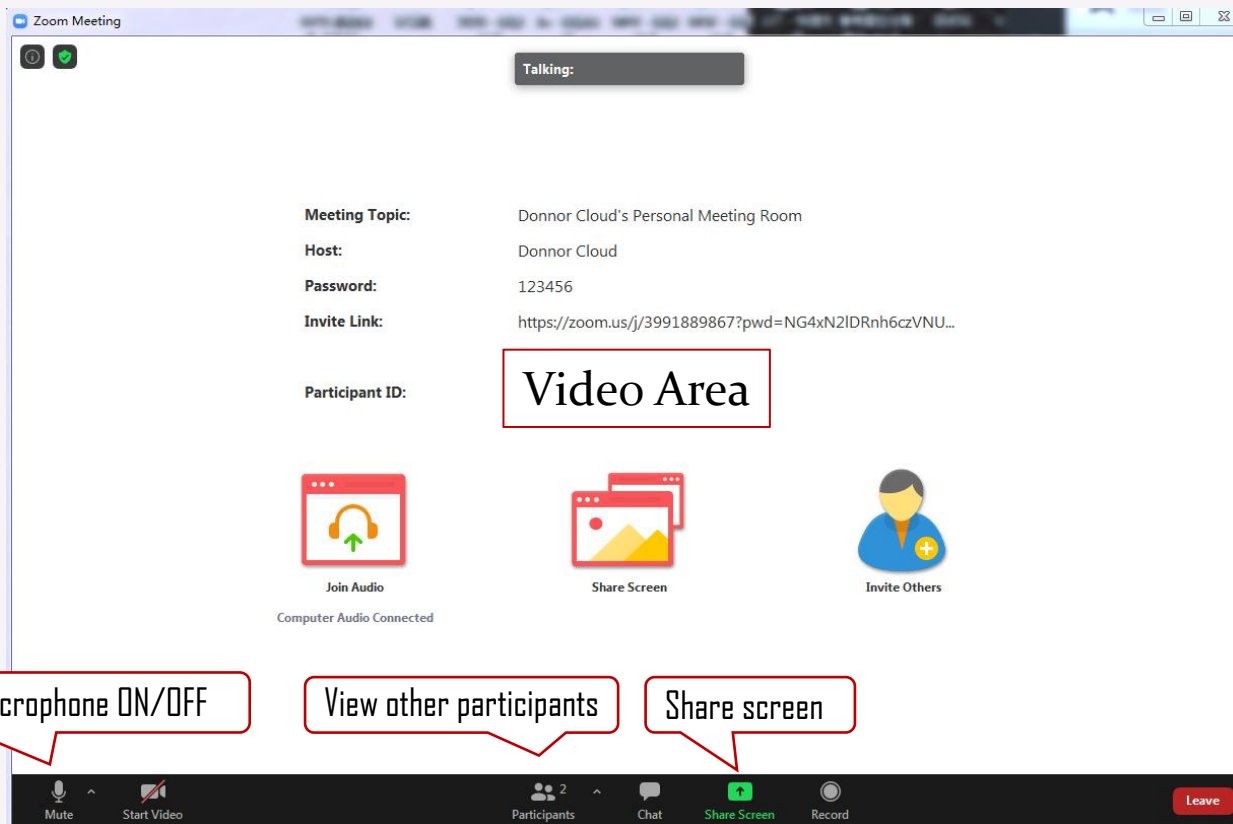 Zoom Meeting
Talking:
Meeting Topic: Donnor Cloud's Personal Meeting Room
Host: Donnor Cloud
Password: 123456
Invite Link: https://zoom.us/j/3991889867?pwd=NG4xN2lDRnh6czVNU...
Participant ID:
Video Area
Join Audio Share Screen Invite Others
Computer Audio Connected
crophone ON/OFF View other participants Share screen
2
Mute Start Video Participants Chat Share Screen Record Leave